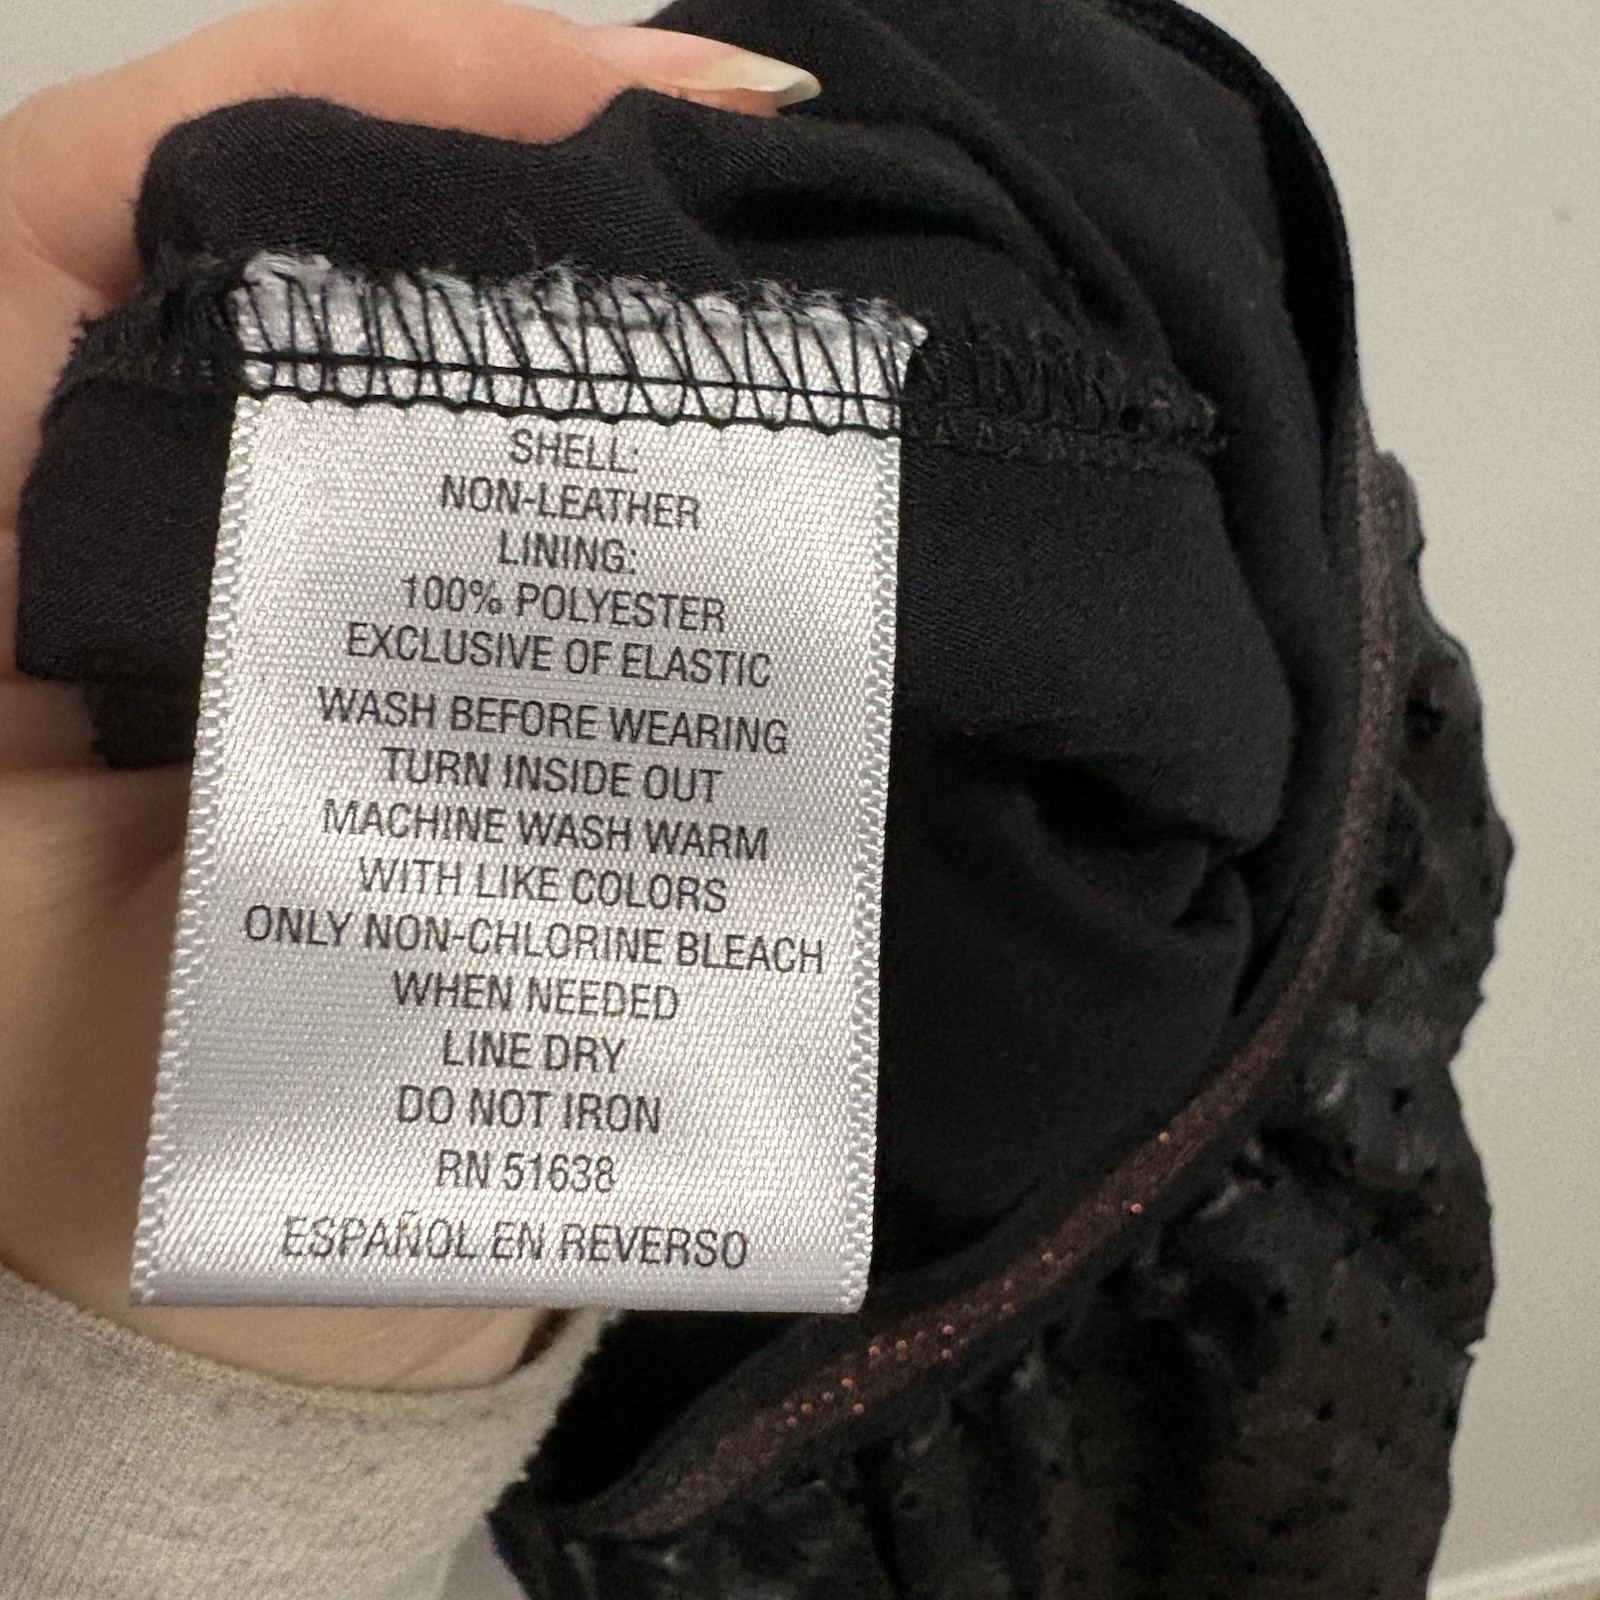 SHELL:
NON-LEATHER
LINING:
100% POLYESTER
EXCLUSIVE OF ELASTIC
WASH BEFORE WEARING
TURN INSIDE OUT
MACHINE WASH WARM
WITH LIKE COLORS
ONLY NON-CHLORINE BLEACH
WHEN NEEDED
LINE DRY
DO NOT IRON
RN 51638
ESPAÑOL EN REVERSO